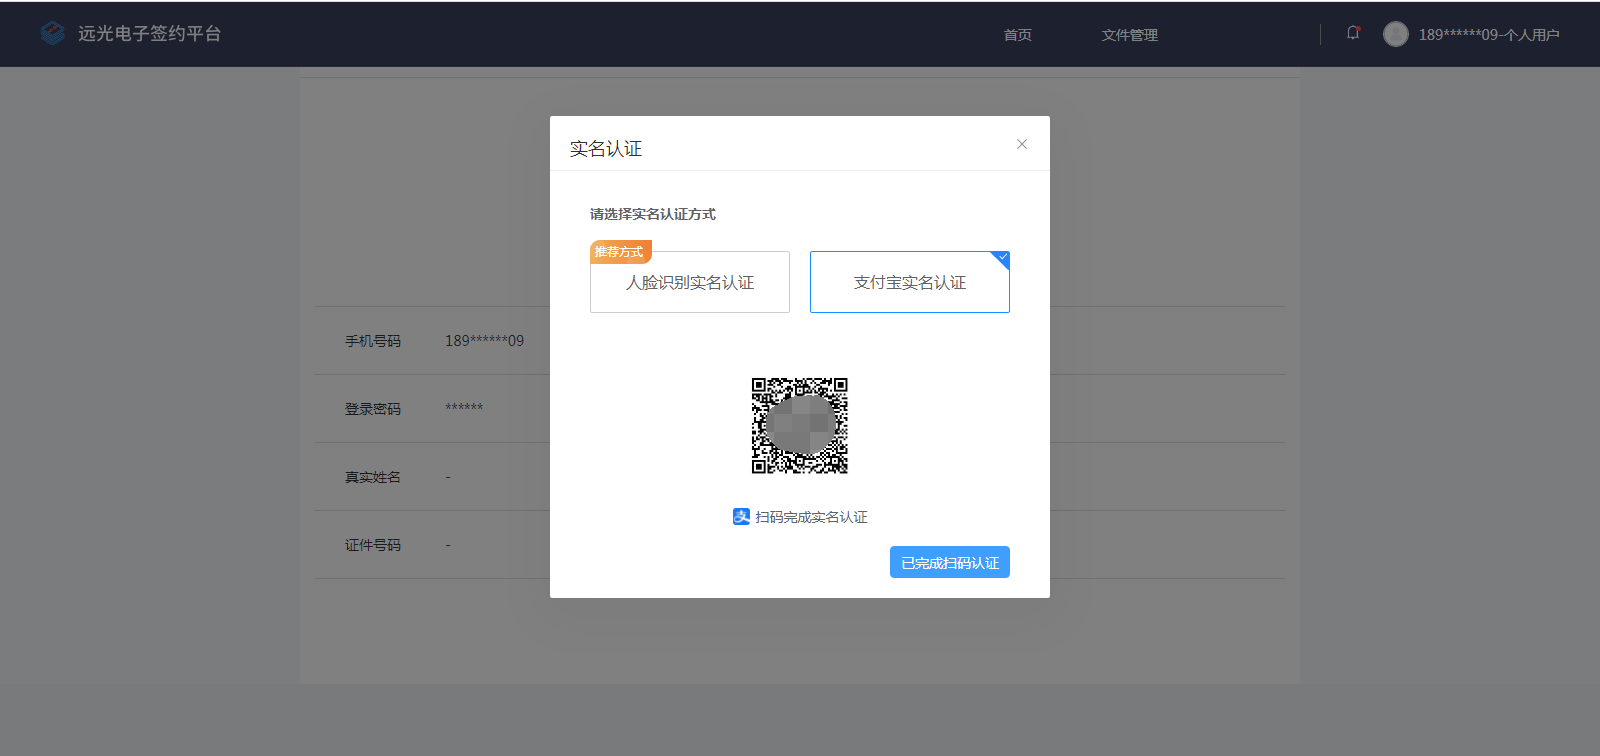 远光电子签约平台
首页
文件管理
189******09-个人用户
实名认证
请选择实名认证方式
推荐方式
人脸识别实名认证
支付宝实名认证
手机号码
189******09
登录密码
******
真实姓名
-
证件号码
-
支 扫码完成实名认证
已完成扫码认证